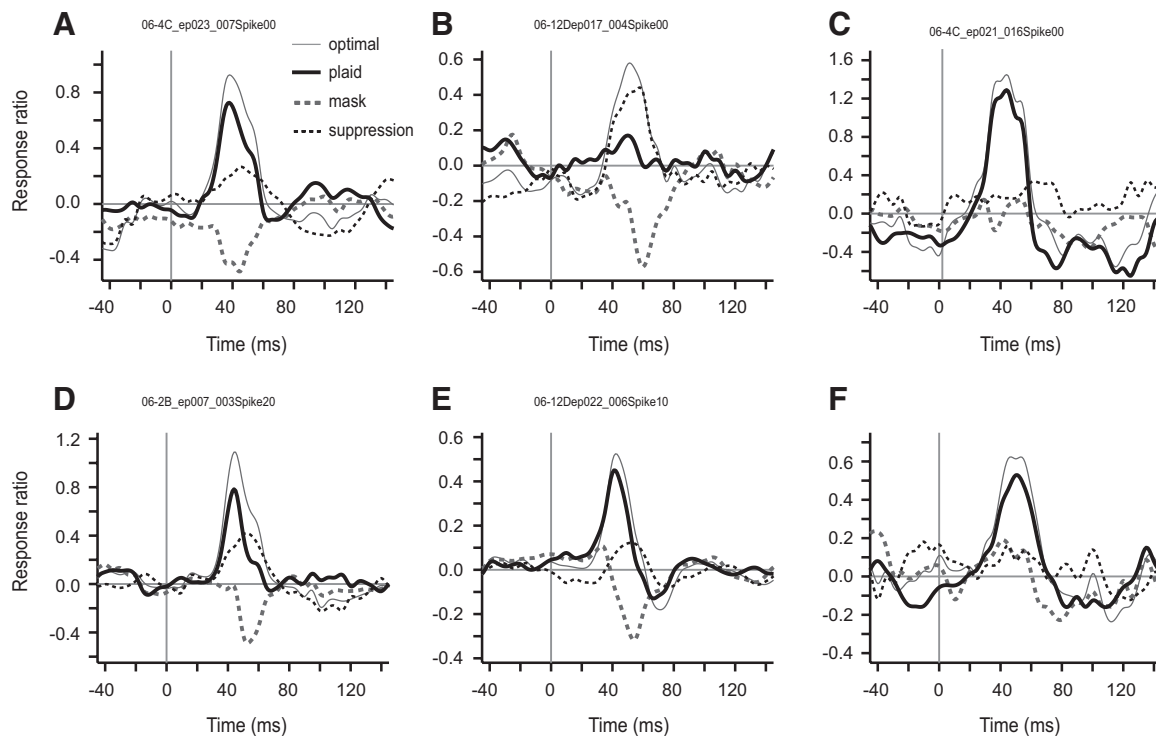 A
06-4C_ep023_007Spike00
optimal
plaid
mask
suppression
Response ratio
0.8
0.4
0.0
-0.4
-40 0 40 80 120
Time (ms)
B
06-12Dep017_004Spike00
0.6
0.4
0.2
0.0
-0.2
-0.4
-0.6
-40 0 40 80 120
Time (ms)
C
06-4C_ep021_016Spike00
1.6
1.2
0.8
0.4
0.0
-0.4
-40 0 40 80 120
Time (ms)
D
06-2B_ep007_003Spike20
Response ratio
1.2
0.8
0.4
0.0
-0.4
-40 0 40 80 120
Time (ms)
E
06-12Dep022_006Spike10
0.6
0.4
0.2
0.0
-0.2
-0.4
-40 0 40 80 120
Time (ms)
F
0.6
0.4
0.2
0.0
-0.2
-0.4
-40 0 40 80 120
Time (ms)